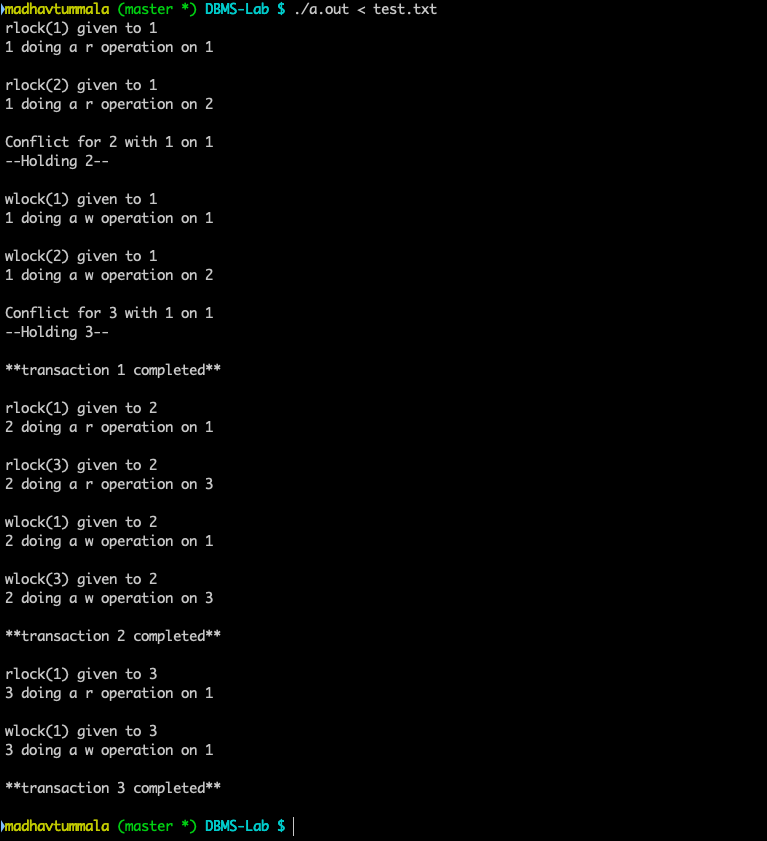 madhavtummala (master *) DBMS-Lab $ ./a.out < test.txt
rlock(1) given to 1
1 doing a r operation on 1
rlock(2) given to 1
1 doing a r operation on 2
Conflict for 2 with 1 on 1
--Holding 2--
wlock(1) given to 1
1 doing a w operation on 1
wlock(2) given to 1
1 doing a w operation on 2
Conflict for 3 with 1 on 1
--Holding 3--
**transaction 1 completed**
rlock(1) given to 2
2 doing a r operation on 1
rlock(3) given to 2
2 doing a r operation on 3
wlock(1) given to 2
2 doing a w operation on 1
wlock(3) given to 2
2 doing a w operation on 3
**transaction 2 completed**
rlock(1) given to 3
3 doing a r operation on 1
wlock(1) given to 3
3 doing a w operation on 1
**transaction 3 completed**
madhavtummala (master *) DBMS-Lab $